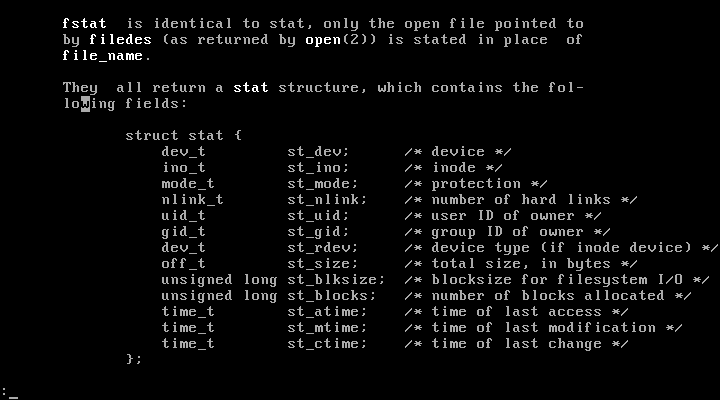 fstat  is identical to stat, only the open file pointed to
by filedes (as returned by open(2)) is stated in place  of
file_name.
They  all return a stat structure, which contains the fol-
lowing fields:
struct stat {
    dev_t         st_dev;      /* device */
    ino_t         st_ino;      /* inode */
    mode_t        st_mode;     /* protection */
    nlink_t       st_nlink;    /* number of hard links */
    uid_t         st_uid;      /* user ID of owner */
    gid_t         st_gid;      /* group ID of owner */
    dev_t         st_rdev;     /* device type (if inode device) */
    off_t         st_size;     /* total size, in bytes */
    unsigned long st_blksize;  /* blocksize for filesystem I/O */
    unsigned long st_blocks;   /* number of blocks allocated */
    time_t        st_atime;    /* time of last access */
    time_t        st_mtime;    /* time of last modification */
    time_t        st_ctime;    /* time of last change */
};
:_